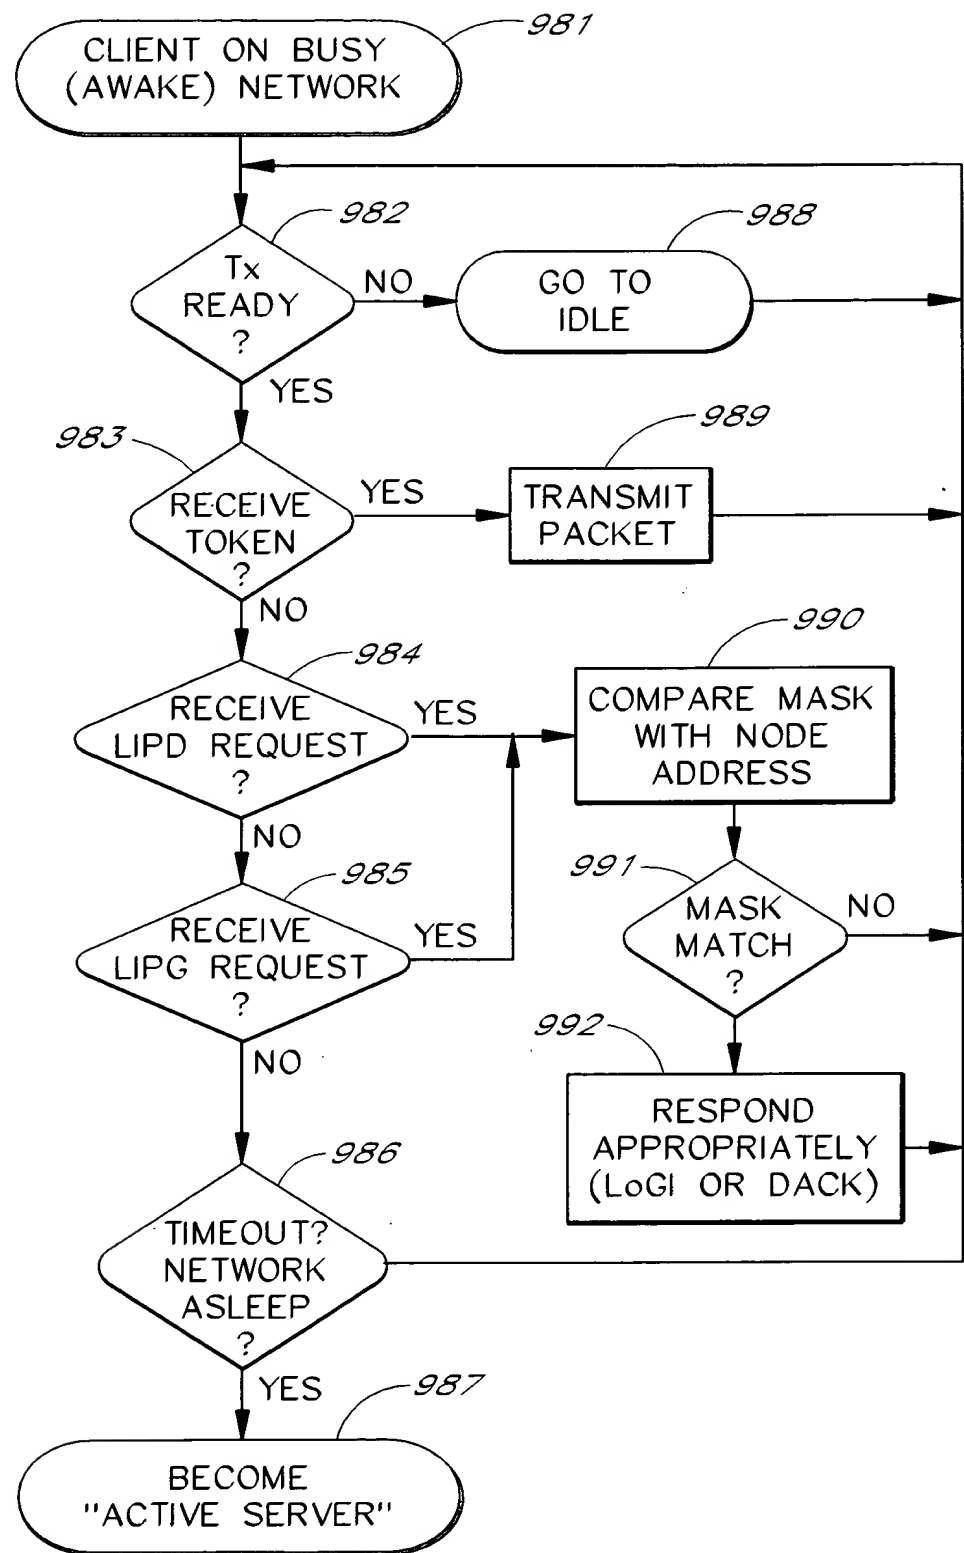 981
CLIENT ON BUSY
(AWAKE) NETWORK
982
Tx
READY
?
NO
988
GO TO
IDLE
YES
983
RECEIVE
TOKEN
?
YES
989
TRANSMIT
PACKET
NO
984
RECEIVE
LIPD REQUEST
?
YES
990
COMPARE MASK
WITH NODE
ADDRESS
NO
985
RECEIVE
LIPG REQUEST
?
YES
991
MASK
MATCH
?
NO
NO
992
RESPOND
APPROPRIATELY
(LoGI OR DACK)
986
TIMEOUT?
NETWORK
ASLEEP
?
YES
987
BECOME
"ACTIVE SERVER"